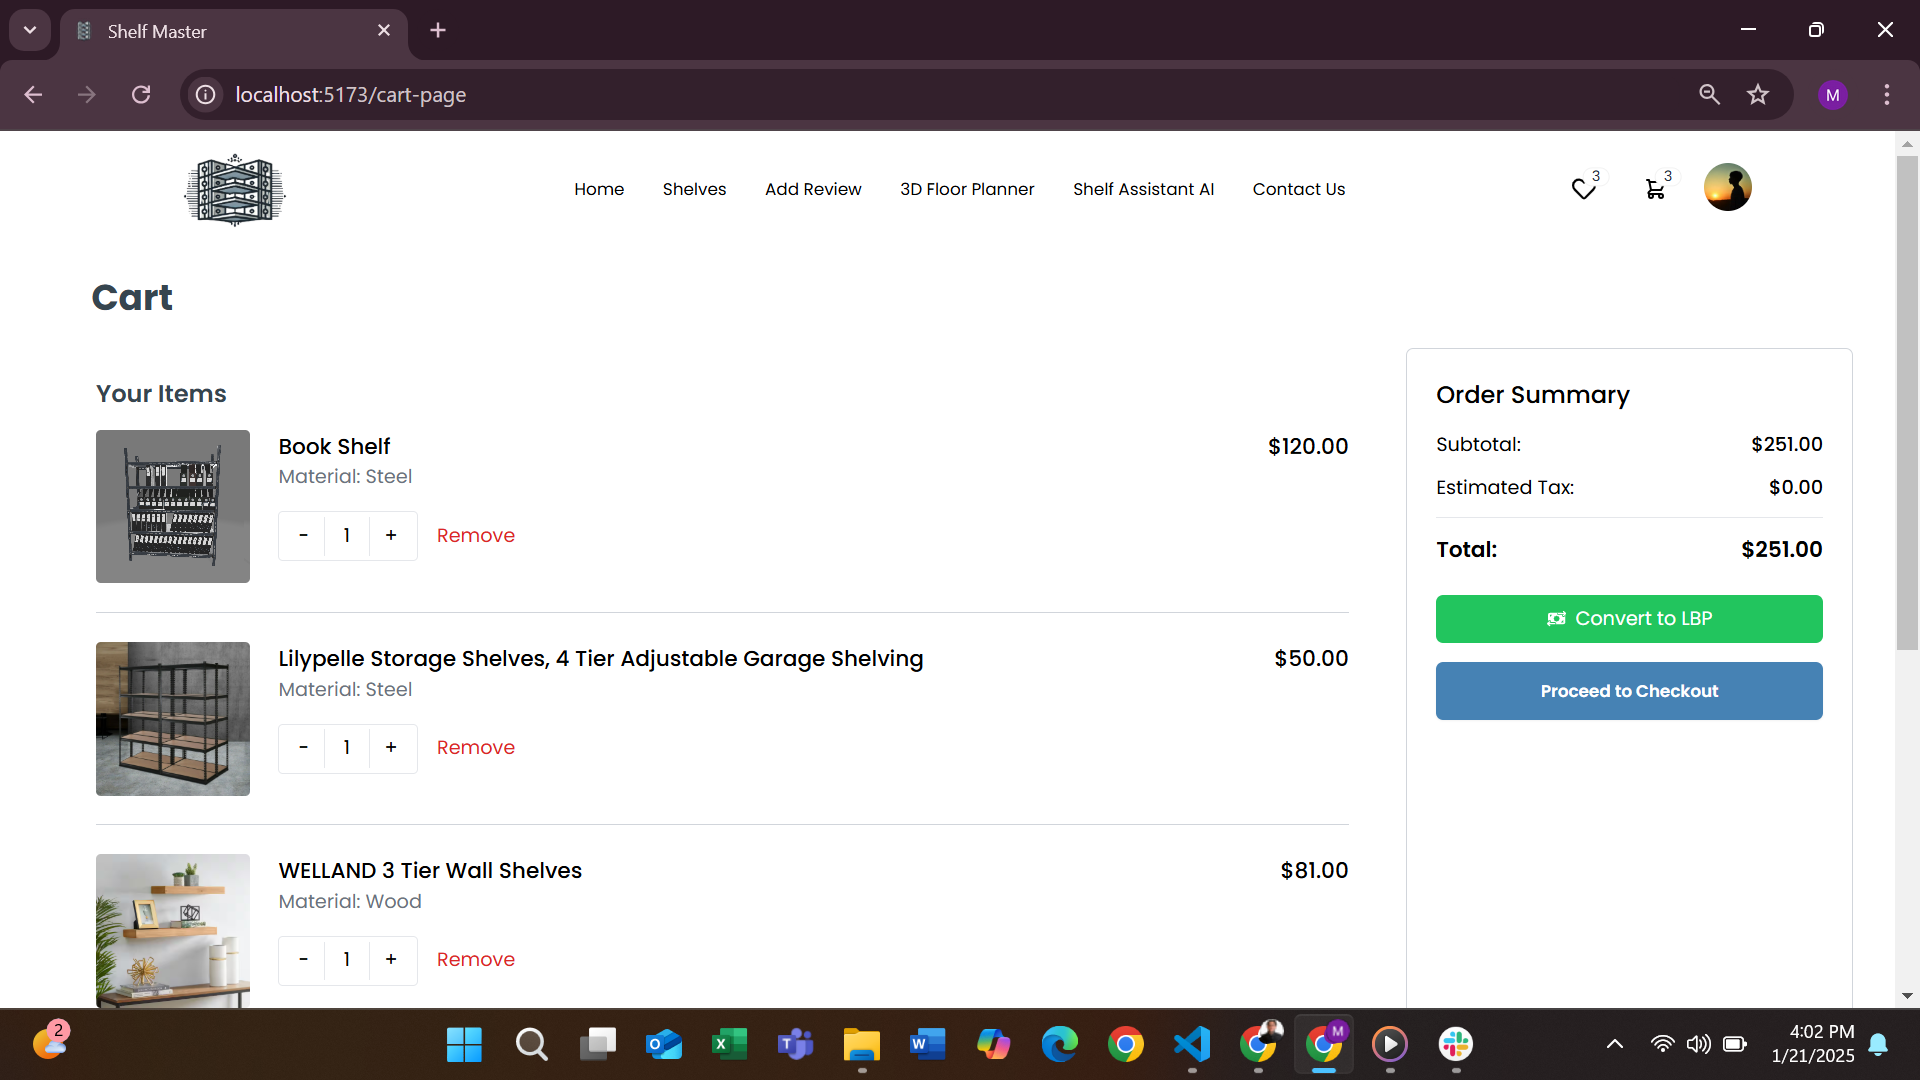 Shelf Master
localhost:5173/cart-page
M
Home Shelves Add Review 3D Floor Planner Shelf Assistant AI Contact Us 3 3
Cart
Your Items
Book Shelf $120.00
Material: Steel
- 1 + Remove
Lilypelle Storage Shelves, 4 Tier Adjustable Garage Shelving $50.00
Material: Steel
- 1 + Remove
WELLAND 3 Tier Wall Shelves $81.00
Material: Wood
- 1 + Remove
Order Summary
Subtotal: $251.00
Estimated Tax: $0.00
Total: $251.00
Convert to LBP
Proceed to Checkout
2
M
4:02 PM
1/21/2025